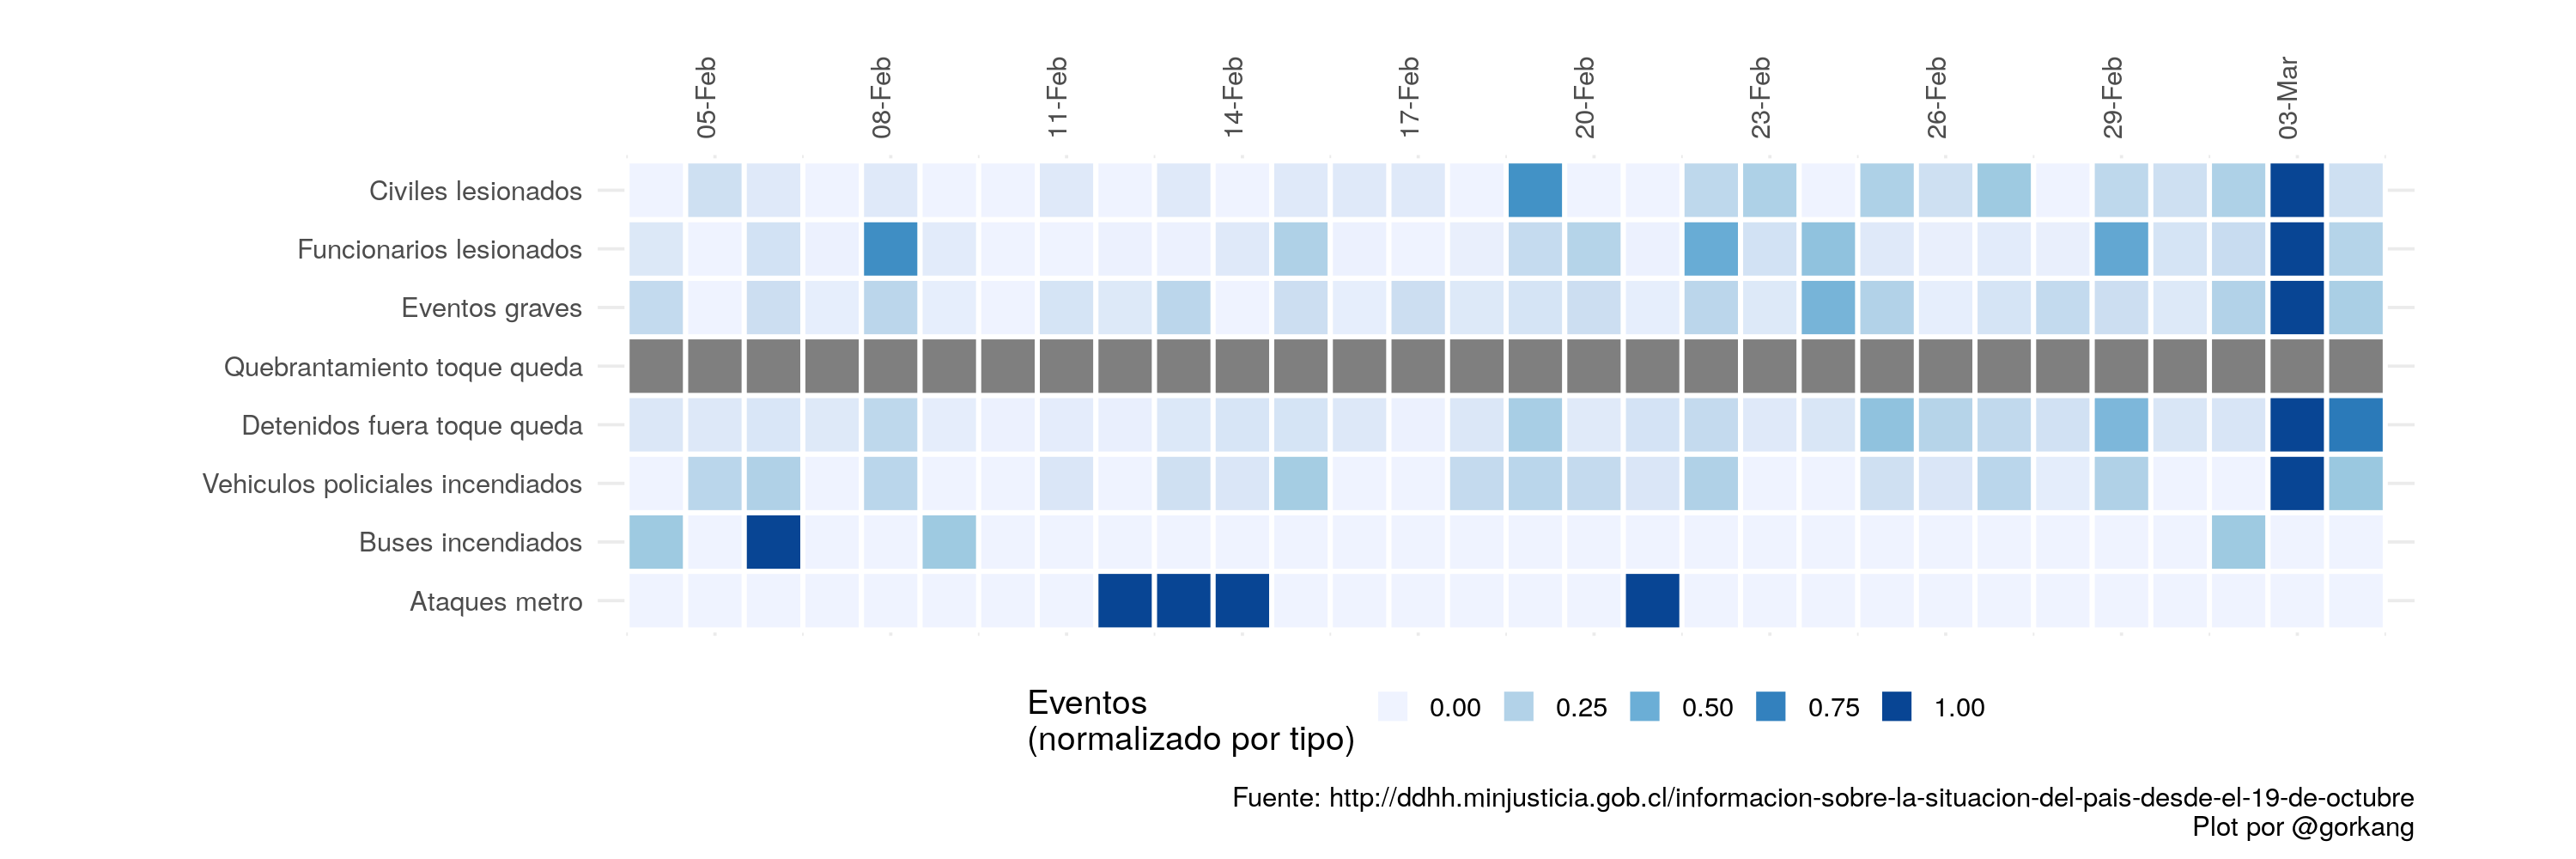 05-Feb
08-Feb
11-Feb
14-Feb
17-Feb
20-Feb
23-Feb
26-Feb
29-Feb
03-Mar
Civiles lesionados
Funcionarios lesionados
Eventos graves
Quebrantamiento toque queda
Detenidos fuera toque queda
Vehiculos policiales incendiados
Buses incendiados
Ataques metro
Eventos
(normalizado por tipo)
0.00
0.25
0.50
0.75
1.00
Fuente: http://ddhh.minjusticia.gob.cl/informacion-sobre-la-situacion-del-pais-desde-el-19-de-octubre
Plot por @gorkang